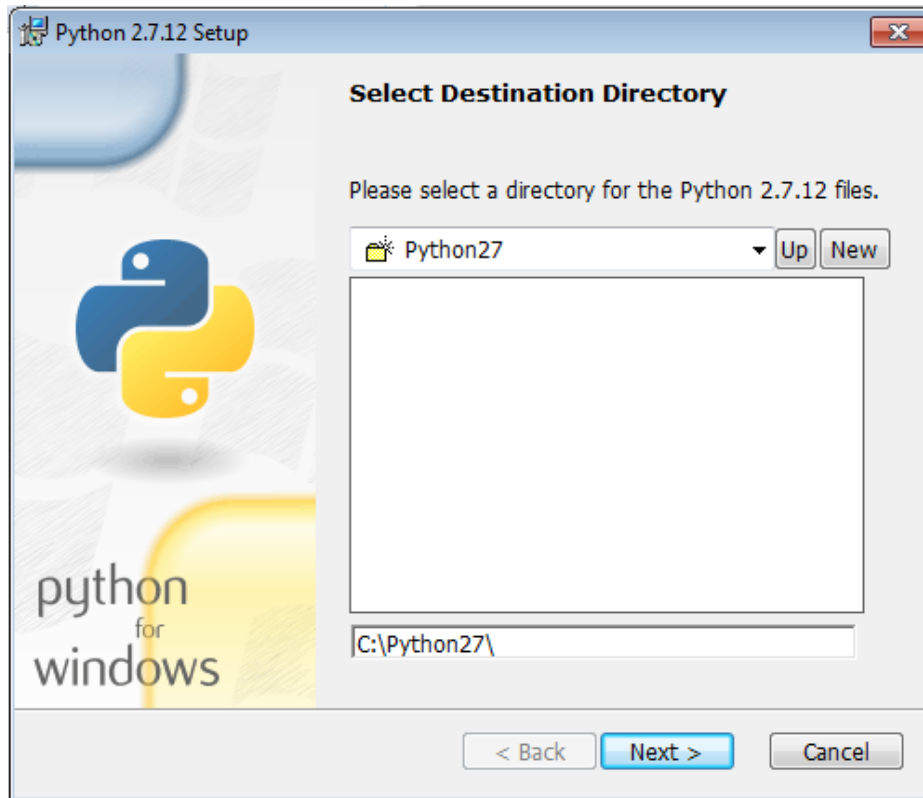 Python 2.7.12 Setup
Select Destination Directory
Please select a directory for the Python 2.7.12 files.
Python27
Up
New
C:\Python27\
python
for
windows
< Back
Next >
Cancel